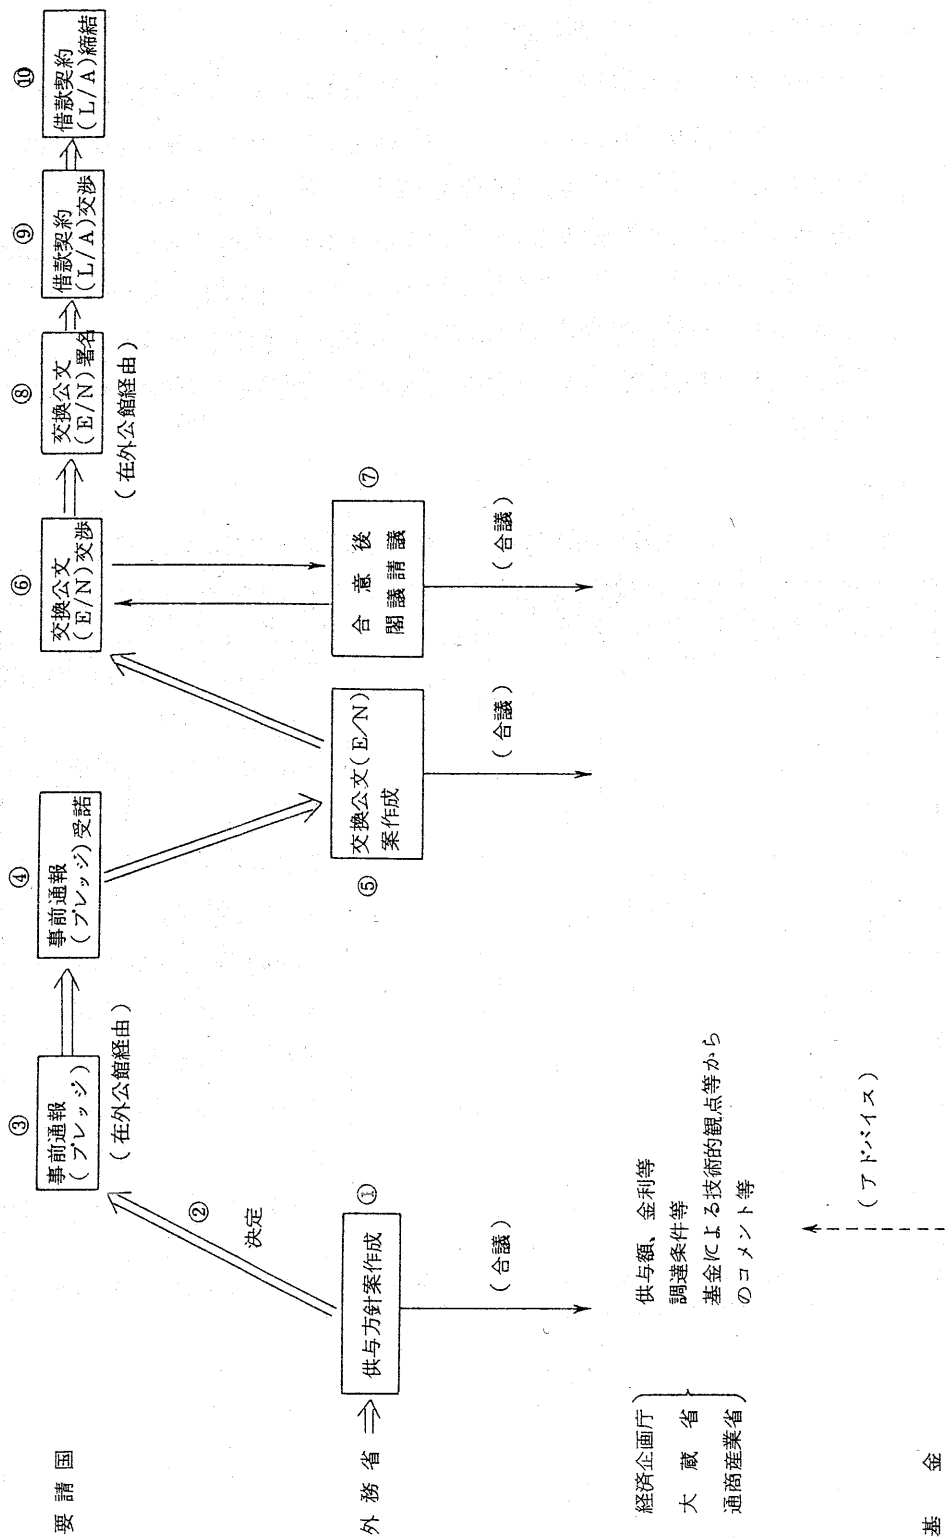 要請国
③
事前通報
(プレッジ)
(在外公館経由)
④
事前通報
(プレッジ)受諾
⑥
交換公文
(E/N)交渉
⑧
交換公文
(E/N)署名
(在外公館経由)
⑨
借款契約
(L/A)交渉
⑩
借款契約
(L/A)締結
②
決定
外務省
①
供与方針案作成
(合議)
⑤
交換公文(E/N)
案作成
(合議)
⑦
合意後
閣議請議
(合議)
経済企画庁
大蔵省
通商産業省
供与額、金利等
調達条件等
基金による技術的観点等から
のコメント等
(アドバイス)
基金